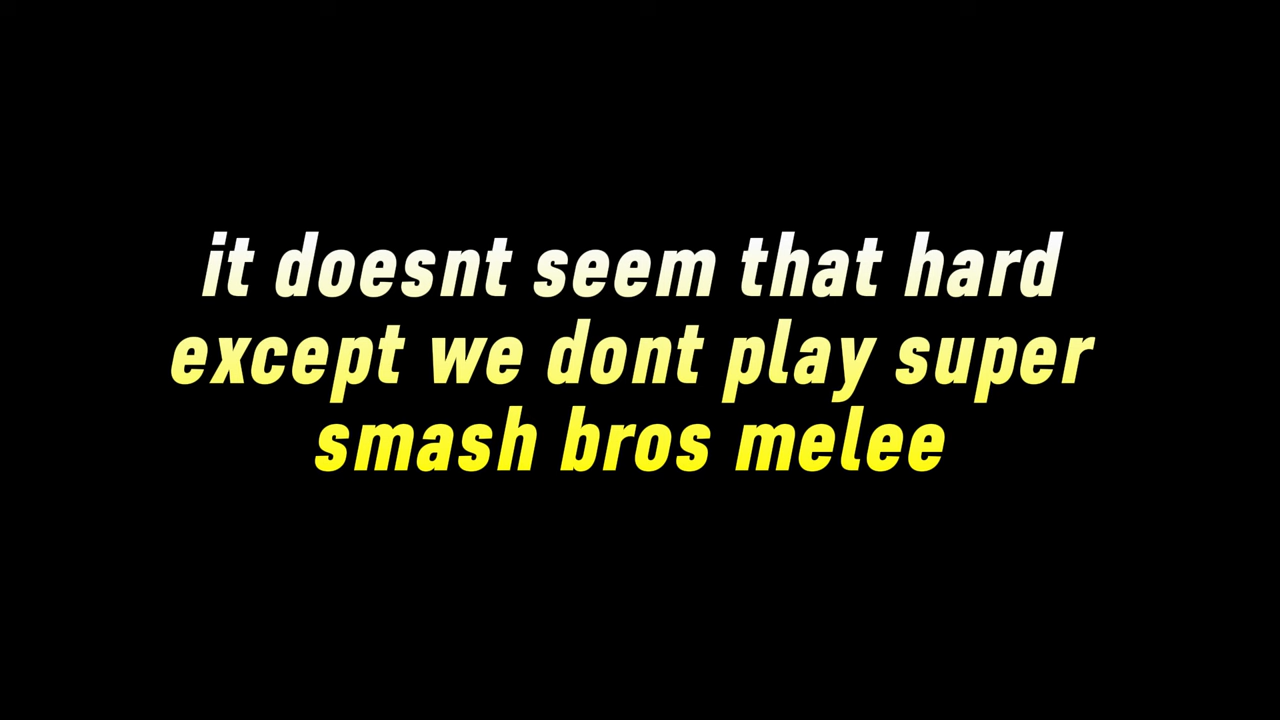 it doesnt seem that hard
except we dont play super
smash bros melee